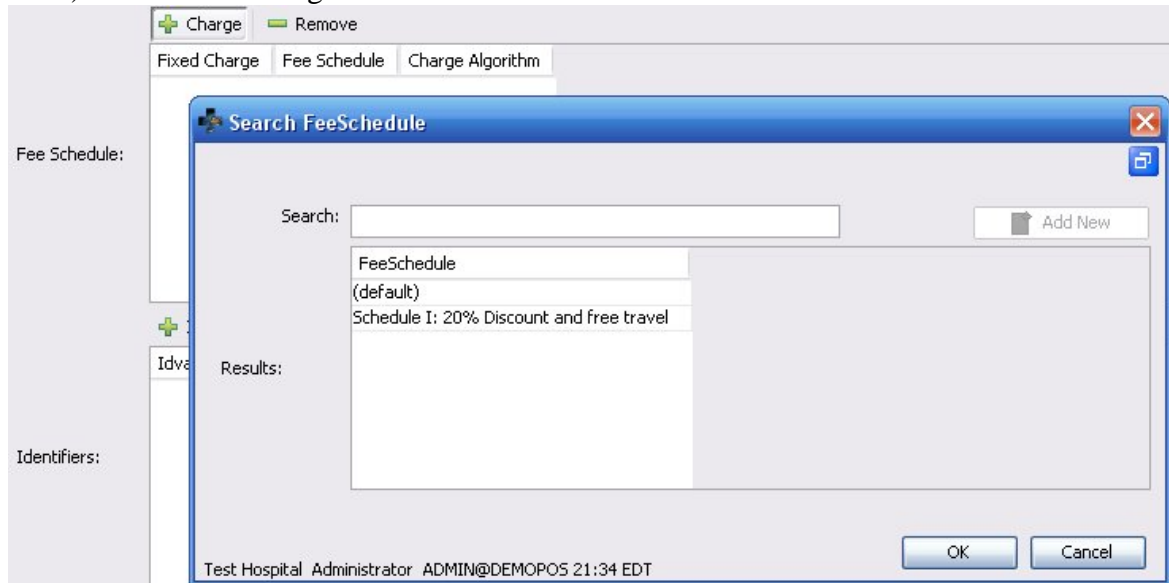 Charge Remove
Fixed Charge Fee Schedule Charge Algorithm
Search FeeSchedule
Fee Schedule:
Search:
Add New
FeeSchedule
(default)
Schedule I: 20% Discount and free travel
Idva
Results:
Identifiers:
OK Cancel
Test Hospital Administrator ADMIN@DEMOPOS 21:34 EDT